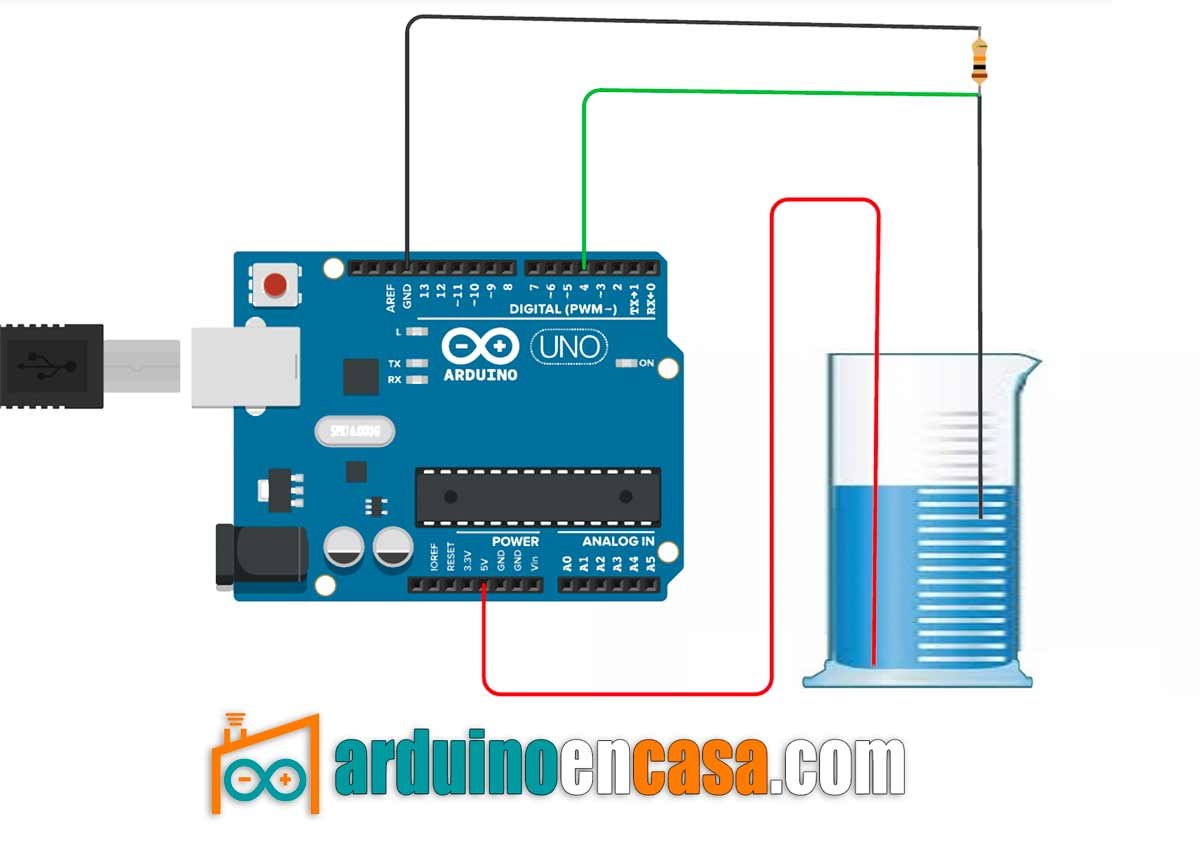 AREF
GND
13
12
~11
~10
~9
8
7
~6
~5
4
~3
2
TX→1
RX←0
DIGITAL (PWM~)
L
TX
RX
UNO
ON
ARDUINO
IOREF
RESET
3.3V
5V
GND
GND
Vin
POWER
ANALOG IN
A0
A1
A2
A3
A4
A5
arduinoencasa.com